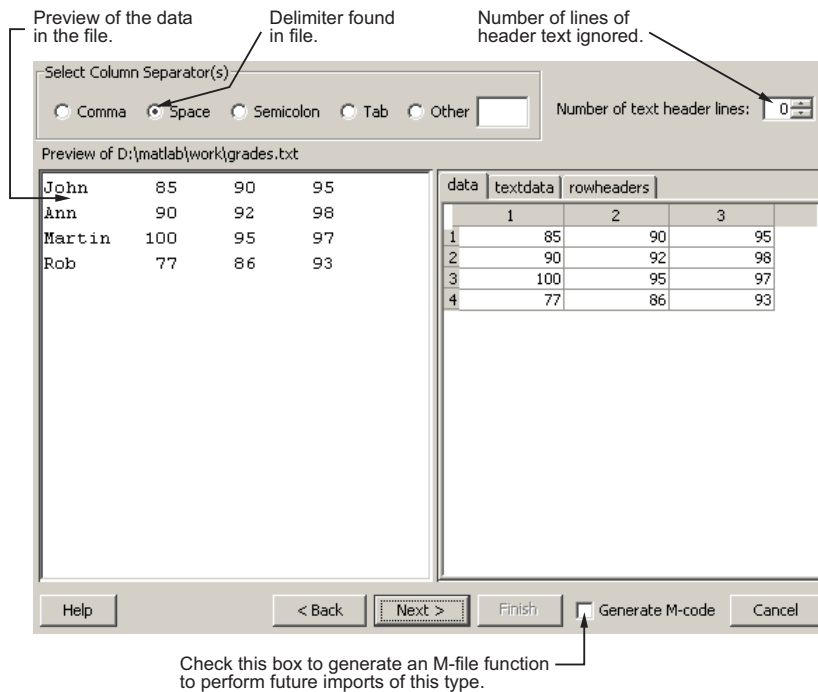 Preview of the data
in the file.
Delimiter found
in file.
Number of lines of
header text ignored.
Select Column Separator(s)
Comma Space Semicolon Tab Other Number of text header lines: 0
Preview of D:\matlab\work\grades.txt
John 85 90 95
Ann 90 92 98
Martin 100 95 97
Rob 77 86 93
data textdata rowheaders
1 2 3
1 85 90 95
2 90 92 98
3 100 95 97
4 77 86 93
Help < Back Next > Finish Generate M-code Cancel
Check this box to generate an M-file function
to perform future imports of this type.